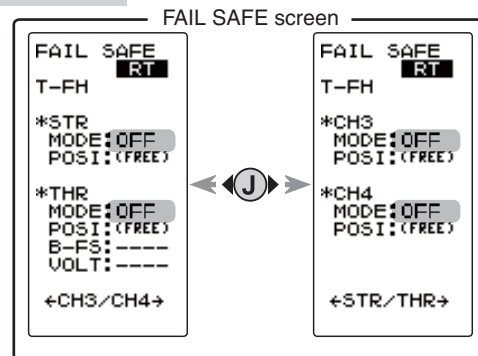 FAIL SAFE screen
FAIL SAFE
RT
T-FH
*STR
MODE:OFF
POSI:(FREE)
*THR
MODE:OFF
POSI:(FREE)
B-FS:----
VOLT:----
←CH3/CH4→
J
FAIL SAFE
RT
T-FH
*CH3
MODE:OFF
POSI:(FREE)
*CH4
MODE:OFF
POSI:(FREE)
←STR/THR→